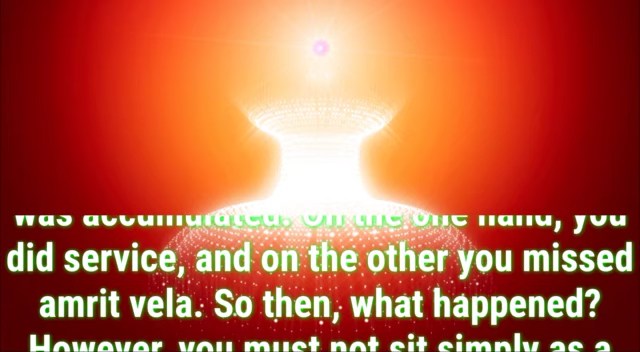 was accumulated. On the one hand, you
did service, and on the other you missed
amrit vela. So then, what happened?
However, you must not sit simply as a